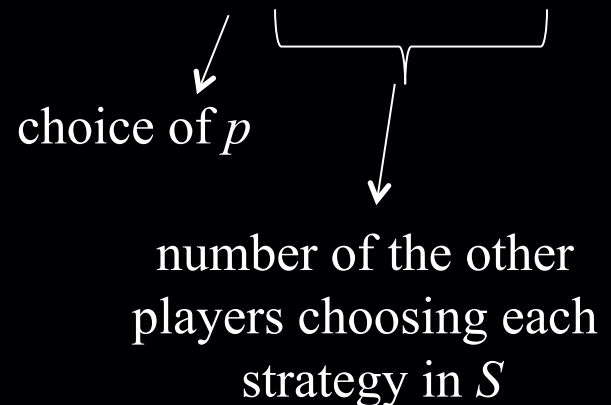 choice of p
number of the other
players choosing each
strategy in S